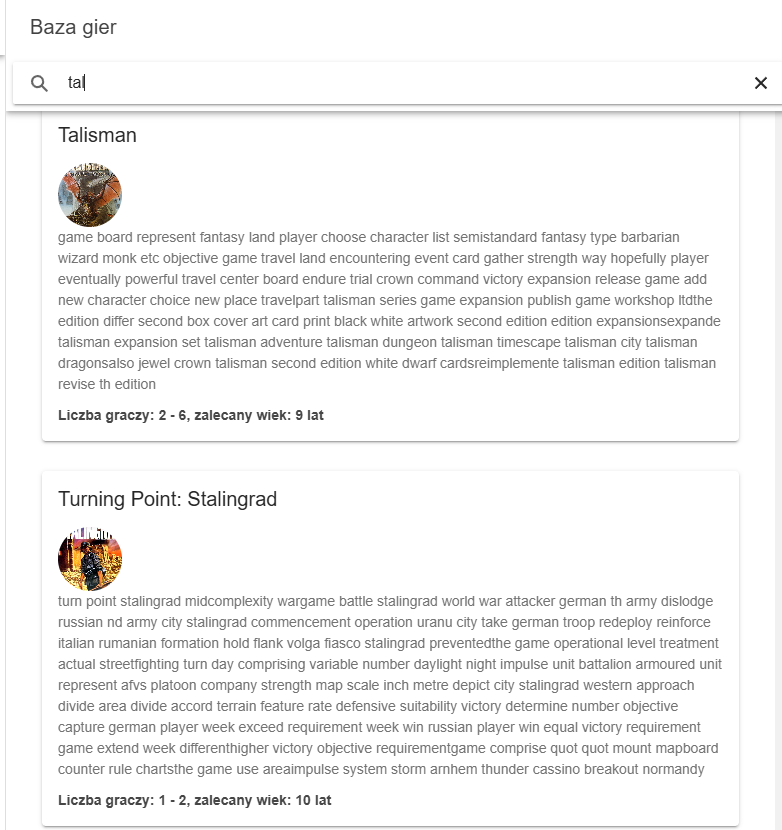 Baza gier
tal
Talisman
game board represent fantasy land player choose character list semistandard fantasy type barbarian
wizard monk etc objective game travel land encountering event card gather strength way hopefully player
eventually powerful travel center board endure trial crown command victory expansion release game add
new character choice new place travelpart talisman series game expansion publish game workshop ltdthe
edition differ second box cover art card print black white artwork second edition edition expansionsexpande
talisman expansion set talisman adventure talisman dungeon talisman timescape talisman city talisman
dragonsalso jewel crown talisman second edition white dwarf cardsreimplemente talisman edition talisman
revise th edition
Liczba graczy: 2 - 6, zalecany wiek: 9 lat
Turning Point: Stalingrad
turn point stalingrad midcomplexity wargame battle stalingrad world war attacker german th army dislodge
russian nd army city stalingrad commencement operation uranu city take german troop redeploy reinforce
italian rumanian formation hold flank volga fiasco stalingrad preventedthe game operational level treatment
actual streetfighting turn day comprising variable number daylight night impulse unit battalion armoured unit
represent afvs platoon company strength map scale inch metre depict city stalingrad western approach
divide area divide accord terrain feature rate defensive suitability victory determine number objective
capture german player week exceed requirement week win russian player win equal victory requirement
game extend week differenthigher victory objective requirementgame comprise quot quot mount mapboard
counter rule chartsthe game use areaimpulse system storm arnhem thunder cassino breakout normandy
Liczba graczy: 1 - 2, zalecany wiek: 10 lat